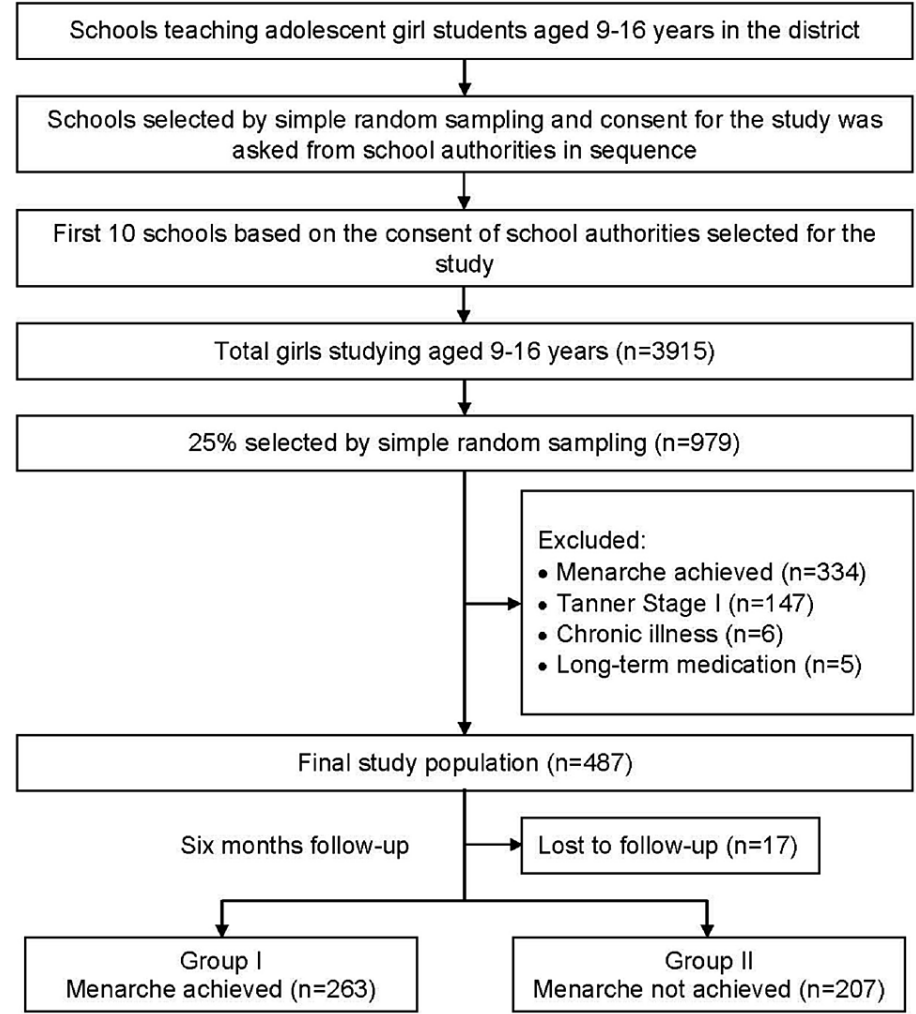 Schools teaching adolescent girl students aged 9-16 years in the district
Schools selected by simple random sampling and consent for the study was
asked from school authorities in sequence
First 10 schools based on the consent of school authorities selected for the
study
Total girls studying aged 9-16 years (n=3915)
25% selected by simple random sampling (n=979)
Excluded:
• Menarche achieved (n=334)
• Tanner Stage I (n=147)
• Chronic illness (n=6)
• Long-term medication (n=5)
Final study population (n=487)
Six months follow-up
Lost to follow-up (n=17)
Group I
Menarche achieved (n=263)
Group II
Menarche not achieved (n=207)